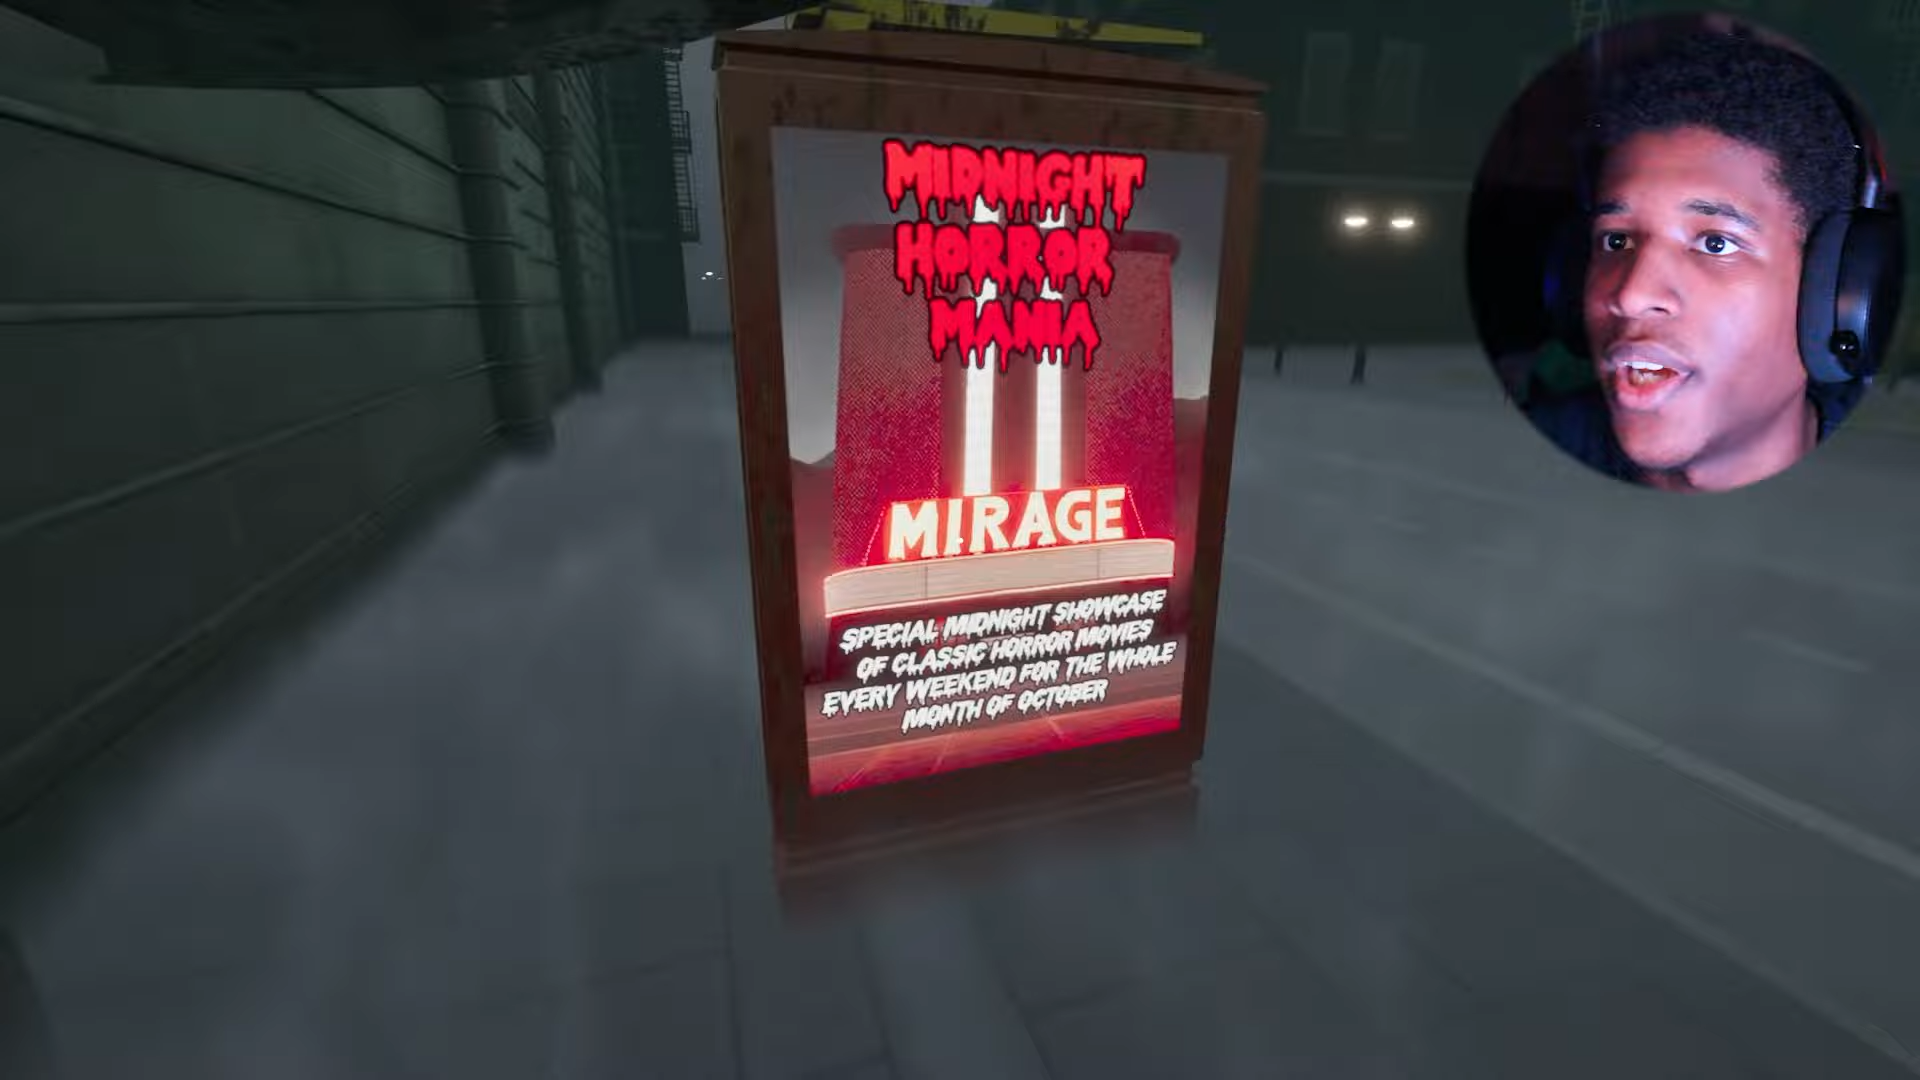 MIDNIGHT
HORROR
MANIA
MIRAGE
SPECIAL MIDNIGHT SHOWCASE
OF CLASSIC HORROR MOVIES
EVERY WEEKEND FOR THE WHOLE
MONTH OF OCTOBER